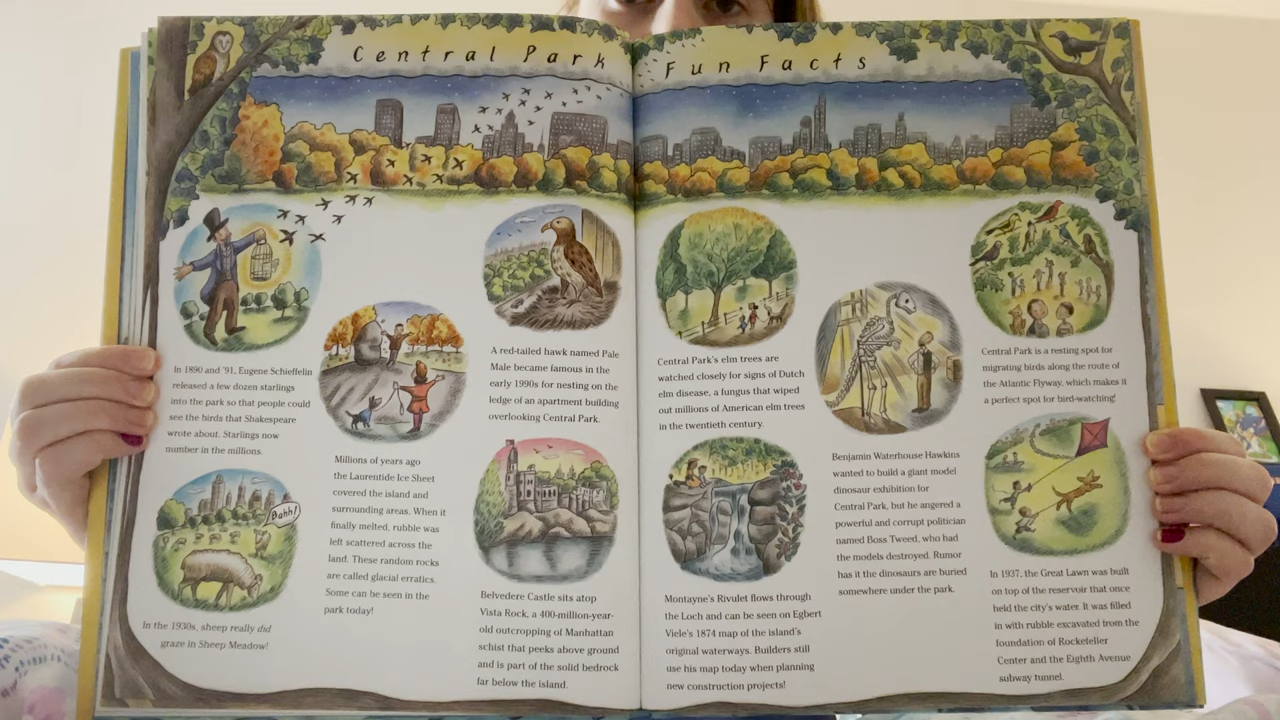 Central Park Fun Facts
In 1890 and '91, Eugene Schieffelin
released a few dozen starlings
into the park so that people could
see the birds that Shakespeare
wrote about. Starlings now
number in the millions.
Bahh!
In the 1930s, sheep really did
graze in Sheep Meadow!
Millions of years ago
the Laurentide Ice Sheet
covered the island and
surrounding areas. When it
finally melted, rubble was
left scattered across the
land. These random rocks
are called glacial erratics.
Some can be seen in the
park today!
A red-tailed hawk named Pale
Male became famous in the
early 1990s for nesting on the
ledge of an apartment building
overlooking Central Park.
Belvedere Castle sits atop
Vista Rock, a 400-million-year-
old outcropping of Manhattan
schist that peeks above ground
and is part of the solid bedrock
far below the island.
Central Park's elm trees are
watched closely for signs of Dutch
elm disease, a fungus that wiped
out millions of American elm trees
in the twentieth century.
Montayne's Rivulet flows through
the Loch and can be seen on Egbert
Viele's 1874 map of the island's
original waterways. Builders still
use his map today when planning
new construction projects!
Benjamin Waterhouse Hawkins
wanted to build a giant model
dinosaur exhibition for
Central Park, but he angered a
powerful and corrupt politician
named Boss Tweed, who had
the models destroyed. Rumor
has it the dinosaurs are buried
somewhere under the park.
Central Park is a resting spot for
migrating birds along the route of
the Atlantic Flyway, which makes it
a perfect spot for bird-watching!
In 1937, the Great Lawn was built
on top of the reservoir that once
held the city's water. It was filled
in with rubble excavated from the
foundation of Rockefeller
Center and the Eighth Avenue
subway tunnel.